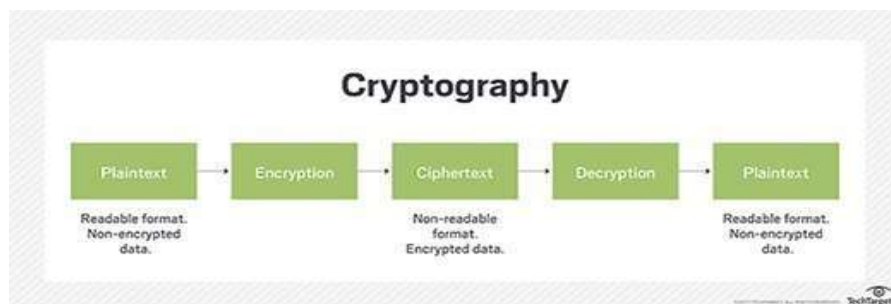 Cryptography
Plaintext
Encryption
Ciphertext
Decryption
Plaintext
Readable format.
Non-encrypted
data.
Non-readable
format.
Encrypted data.
Readable format.
Non-encrypted
data.
TechTarget